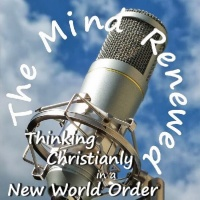 The Mind Renewed
Thinking
Christianly
in a
New World Order